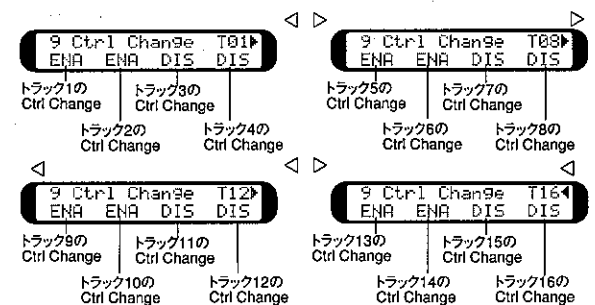 9 Ctrl Change T01
ENA ENA DIS DIS
トラック1の
Ctrl Change
トラック2の
Ctrl Change
トラック3の
Ctrl Change
トラック4の
Ctrl Change
9 Ctrl Change T08
ENA ENA DIS DIS
トラック5の
Ctrl Change
トラック6の
Ctrl Change
トラック7の
Ctrl Change
トラック8の
Ctrl Change
9 Ctrl Change T12
ENA ENA DIS DIS
トラック9の
Ctrl Change
トラック10の
Ctrl Change
トラック11の
Ctrl Change
トラック12の
Ctrl Change
9 Ctrl Change T16
ENA ENA DIS DIS
トラック13の
Ctrl Change
トラック14の
Ctrl Change
トラック15の
Ctrl Change
トラック16の
Ctrl Change